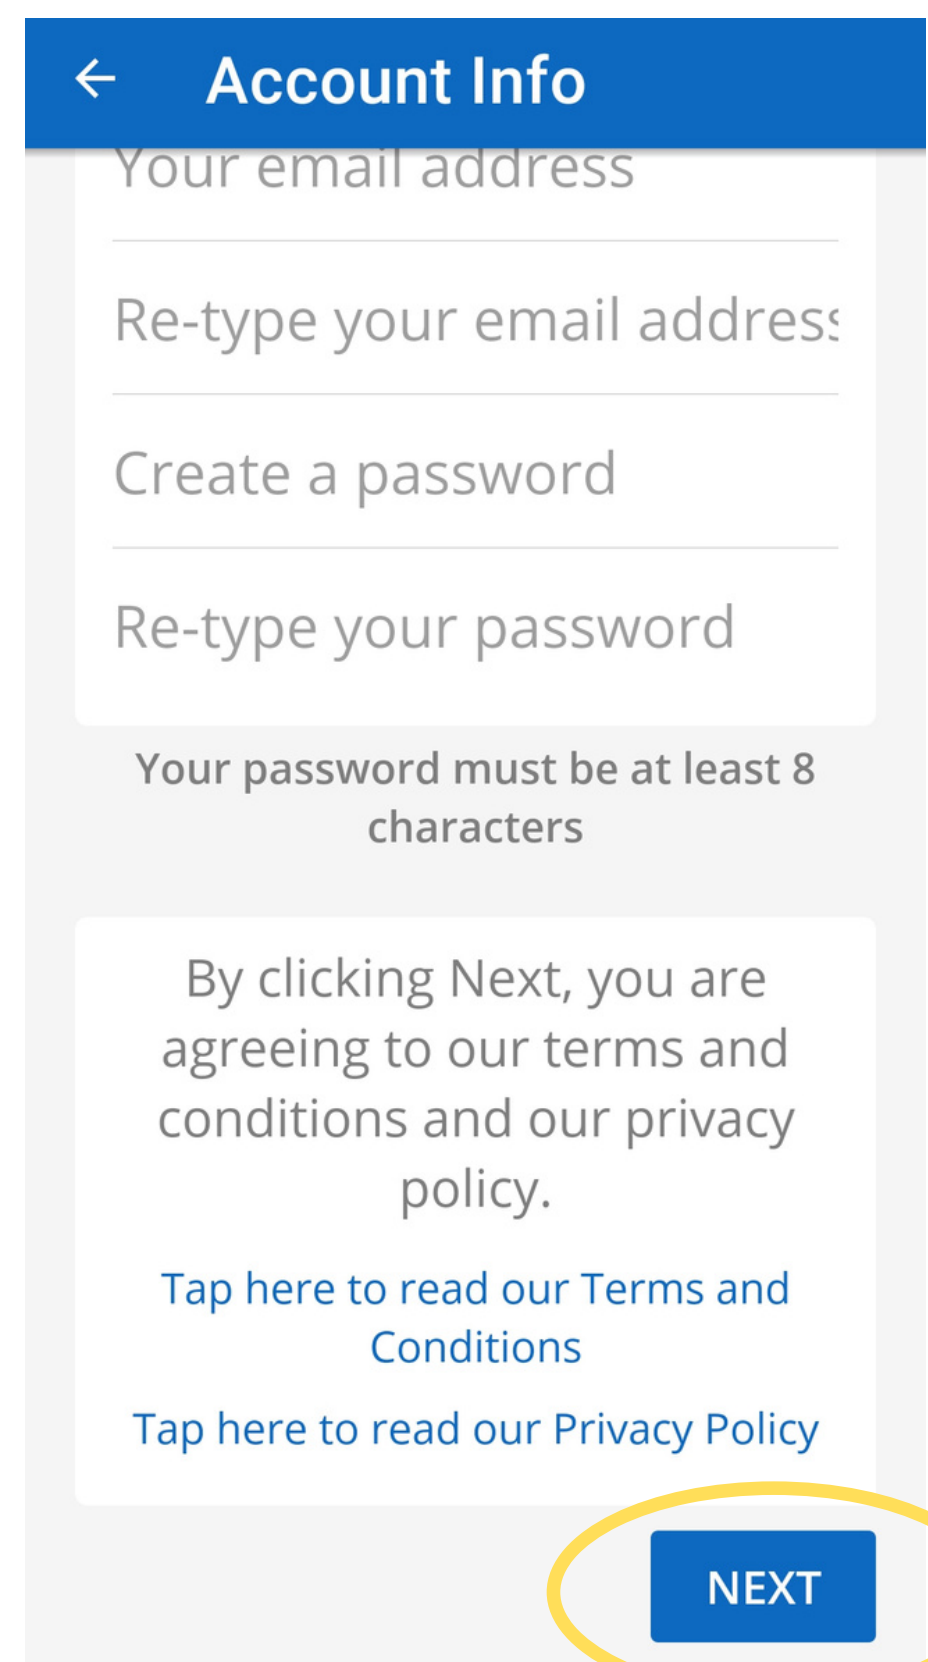 Account Info
Your email address
Re-type your email address
Create a password
Re-type your password
Your password must be at least 8
characters
By clicking Next, you are
agreeing to our terms and
conditions and our privacy
policy.
Tap here to read our Terms and
Conditions
Tap here to read our Privacy Policy
NEXT